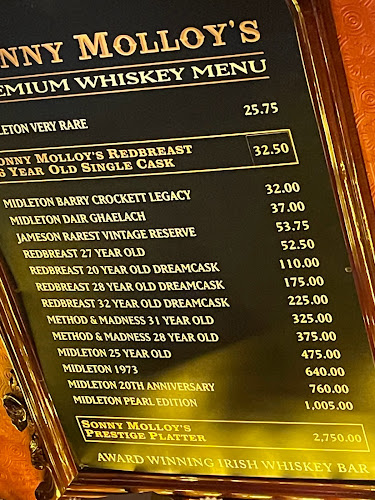 NNY MOLLOY'S
EMIUM WHISKEY MENU
LETON VERY RARE 25.75
ONNY MOLLOY'S REDBREAST
6 YEAR OLD SINGLE CASK 32.50
MIDLETON BARRY CROCKETT LEGACY 32.00
MIDLETON DAIR GHAELACH 37.00
JAMESON RAREST VINTAGE RESERVE 53.75
REDBREAST 27 YEAR OLD 52.50
REDBREAST 20 YEAR OLD DREAMCASK 110.00
REDBREAST 28 YEAR OLD DREAMCASK 175.00
REDBREAST 32 YEAR OLD DREAMCASK 225.00
METHOD & MADNESS 31 YEAR OLD 325.00
METHOD & MADNESS 28 YEAR OLD 375.00
MIDLETON 25 YEAR OLD 475.00
MIDLETON 1973 640.00
MIDLETON 20TH ANNIVERSARY 760.00
MIDLETON PEARL EDITION 1,005.00
SONNY MOLLOY'S
PRESTIGE PLATTER 2,750.00
AWARD WINNING IRISH WHISKEY BAR